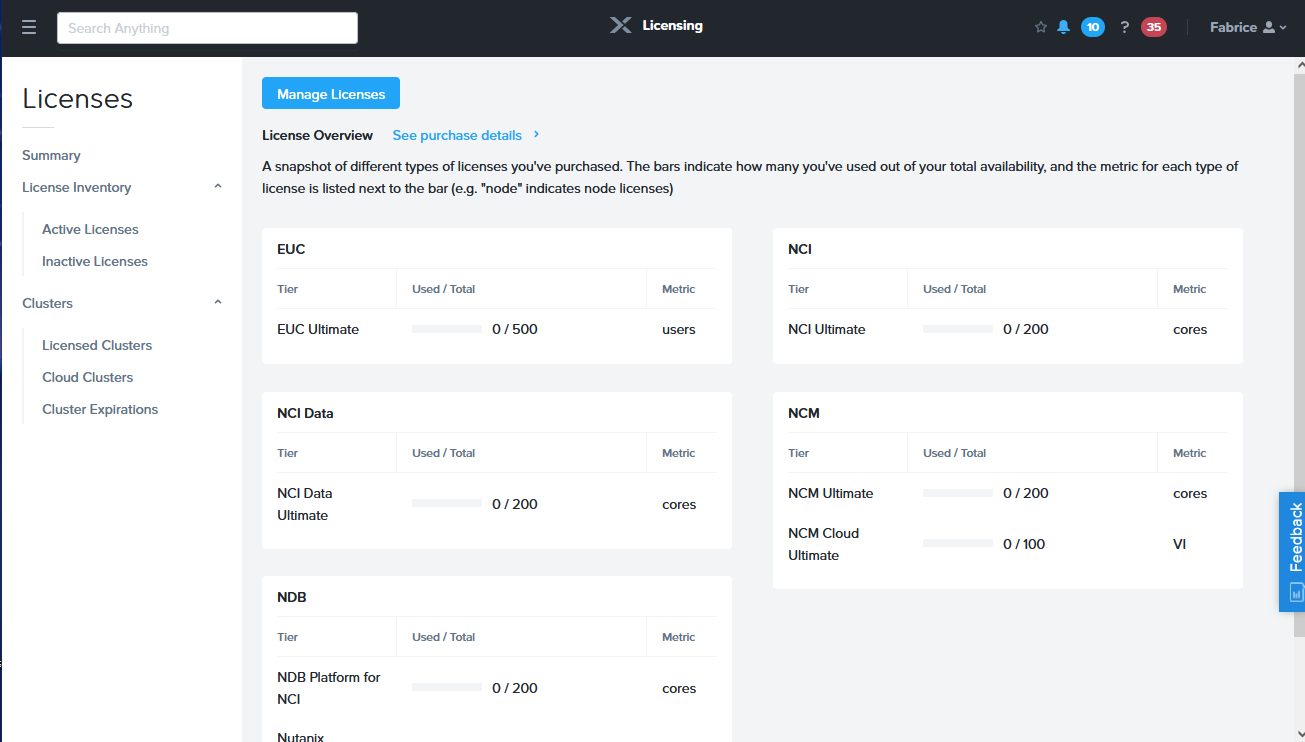 Search Anything
Licensing
10
?
35
Fabrice
Licenses
Summary
License Inventory
Active Licenses
Inactive Licenses
Clusters
Licensed Clusters
Cloud Clusters
Cluster Expirations
Manage Licenses
License Overview See purchase details
A snapshot of different types of licenses you've purchased. The bars indicate how many you've used out of your total availability, and the metric for each type of
license is listed next to the bar (e.g. "node" indicates node licenses)
EUC
Tier Used / Total Metric
EUC Ultimate 0 / 500 users
NCI
Tier Used / Total Metric
NCI Ultimate 0 / 200 cores
NCI Data
Tier Used / Total Metric
NCI Data
Ultimate
0 / 200 cores
NCM
Tier Used / Total Metric
NCM Ultimate 0 / 200 cores
NCM Cloud
Ultimate
0 / 100 VI
NDB
Tier Used / Total Metric
NDB Platform for
NCI
0 / 200 cores
Nutanix
Feedback